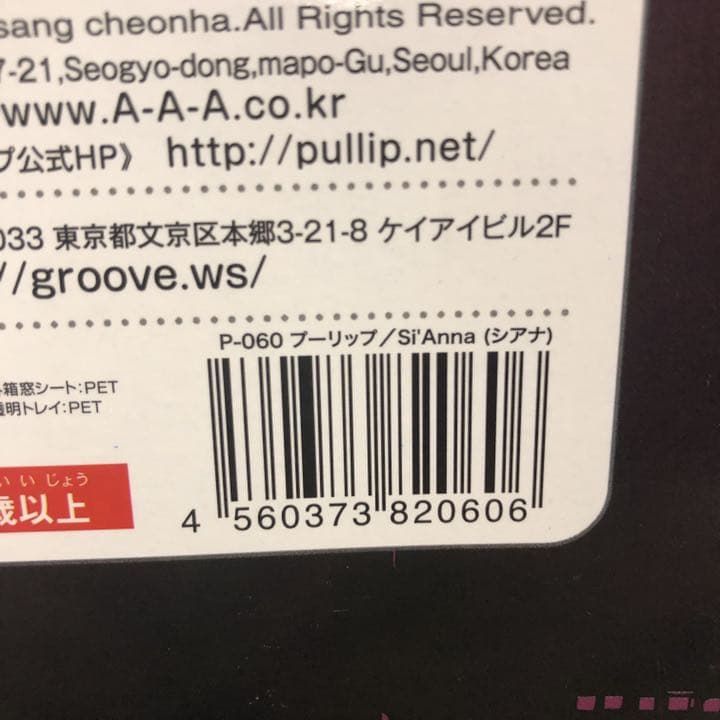 sang cheonha.All Rights Reserved.
7-21,Seogyo-dong,mapo-Gu,Seoul,Korea
www.A-A-A.co.kr
プ公式HP》 http://pullip.net/
033 東京都文京区本郷3-21-8 ケイアイビル2F
//groove.ws/
P-060 プーリップ/Si'Anna (シアナ)
箱窓シート:PET
透明トレイ:PET
いいじょう
歳以上
4 560373 820606